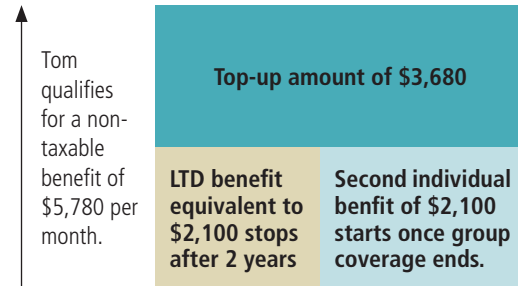 Tom
qualifies
for a non-
taxable
benefit of
$5,780 per
month.
Top-up amount of $3,680
LTD benefit
equivalent to
$2,100 stops
after 2 years
Second individual
benfit of $2,100
starts once group
coverage ends.